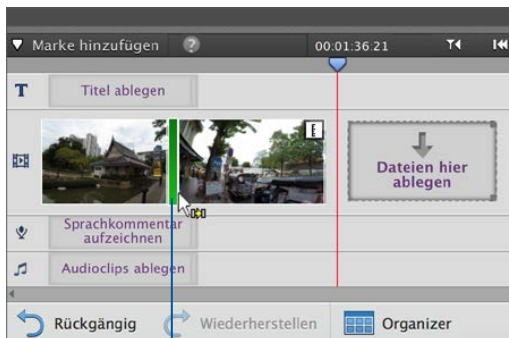 Marke hinzufügen ? 00:01:36:21
T Titel ablegen
Dateien hier
ablegen
Sprachkommentar
aufzeichnen
Audioclips ablegen
Rückgängig Wiederherstellen Organizer